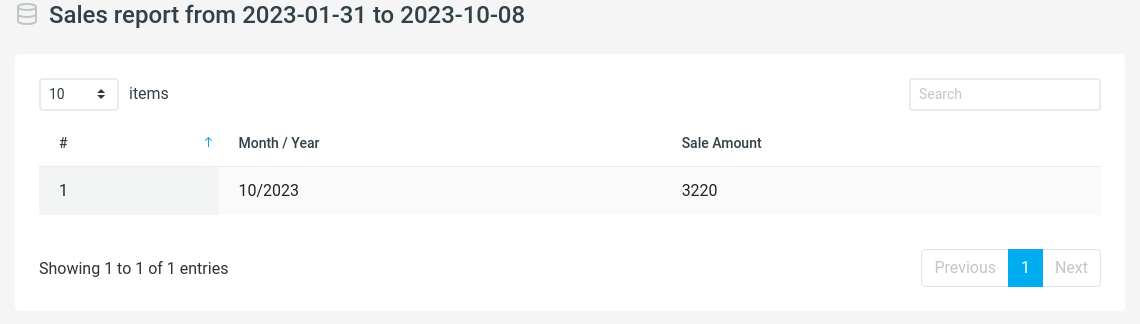 Sales report from 2023-01-31 to 2023-10-08
10 items Search
# Month / Year Sale Amount
1 10/2023 3220
Showing 1 to 1 of 1 entries Previous 1 Next